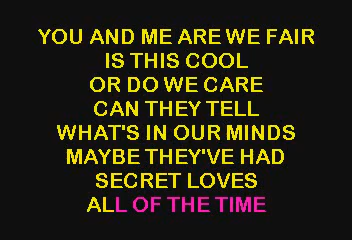 YOU AND ME ARE WE FAIR
IS THIS COOL
OR DO WE CARE
CAN THEY TELL
WHAT'S IN OUR MINDS
MAYBE THEY'VE HAD
SECRET LOVES
ALL OF THE TIME